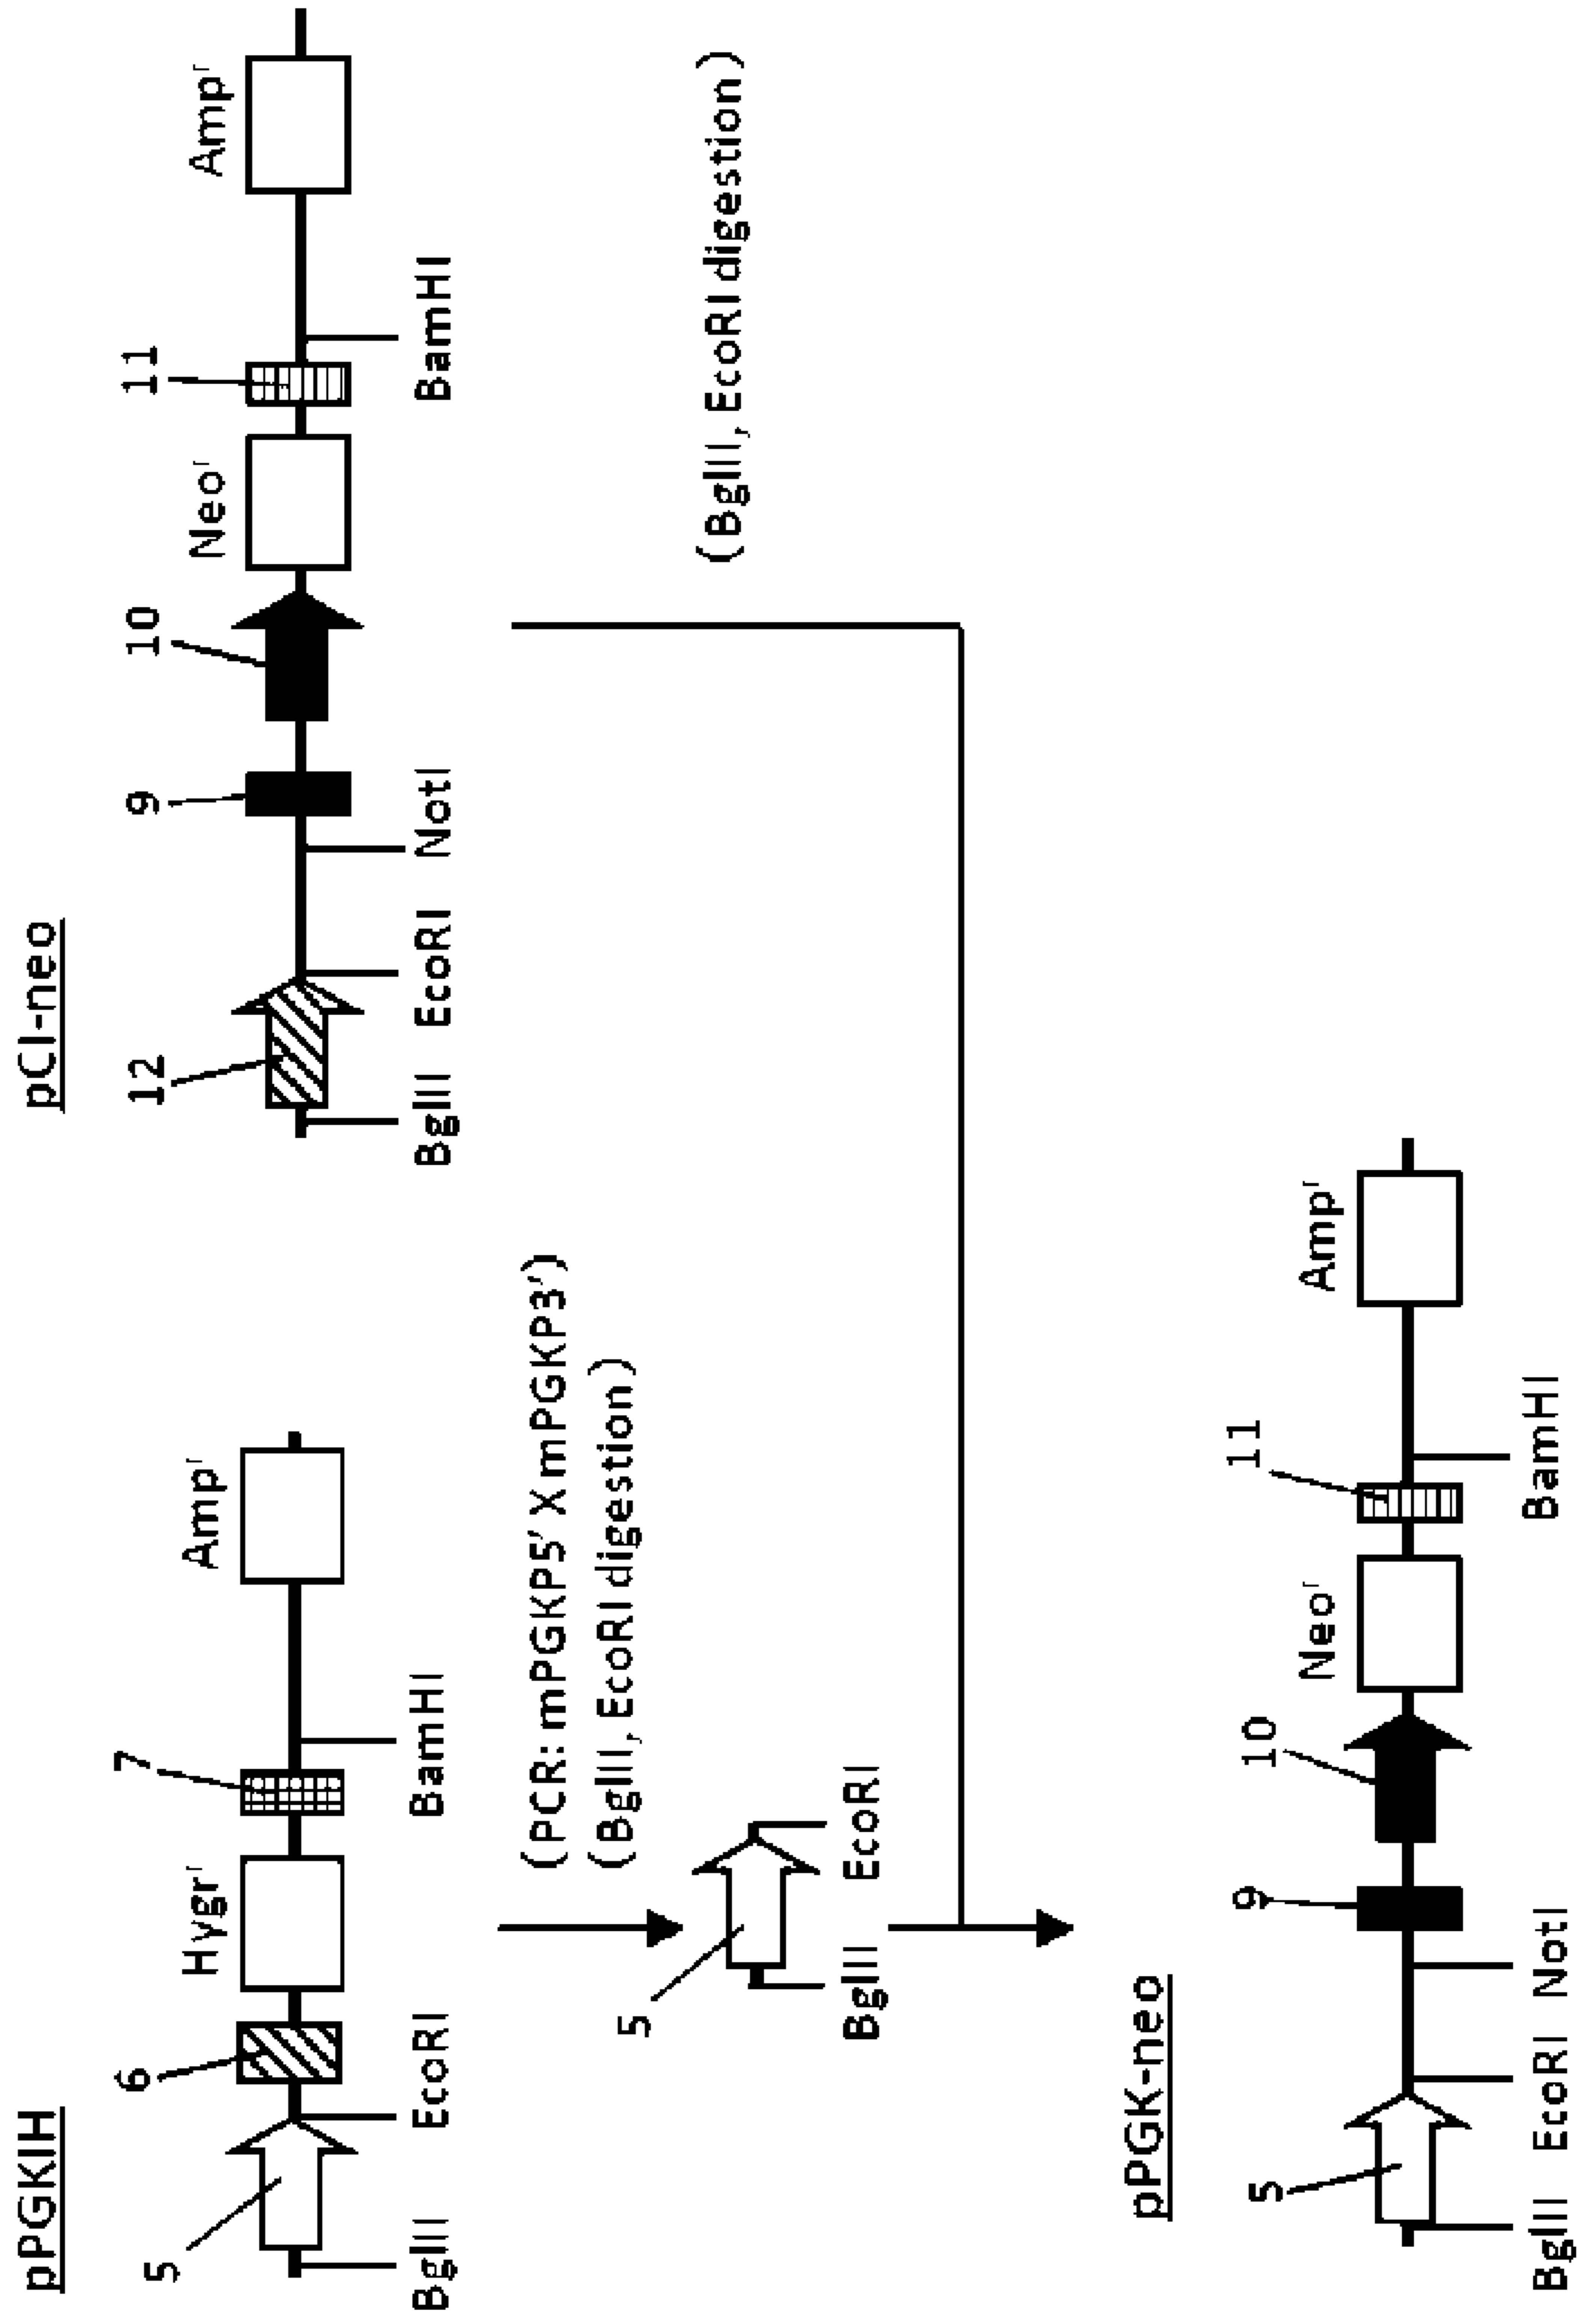 pPGKIH
5
6
Hygrʳ
7
Ampʳ
BglII EcoRI BamHI
pCI-neo
12
9
10
Neoʳ
11
Ampʳ
BglII EcoRI NotI BamHI
(PCR: mPGKP5' X mPGKP3')
(BglII, EcoRI digestion)
(BglII, EcoRI digestion)
5
BglII EcoRI
pPGK-neo
5
9
10
Neoʳ
11
Ampʳ
BglII EcoRI NotI BamHI